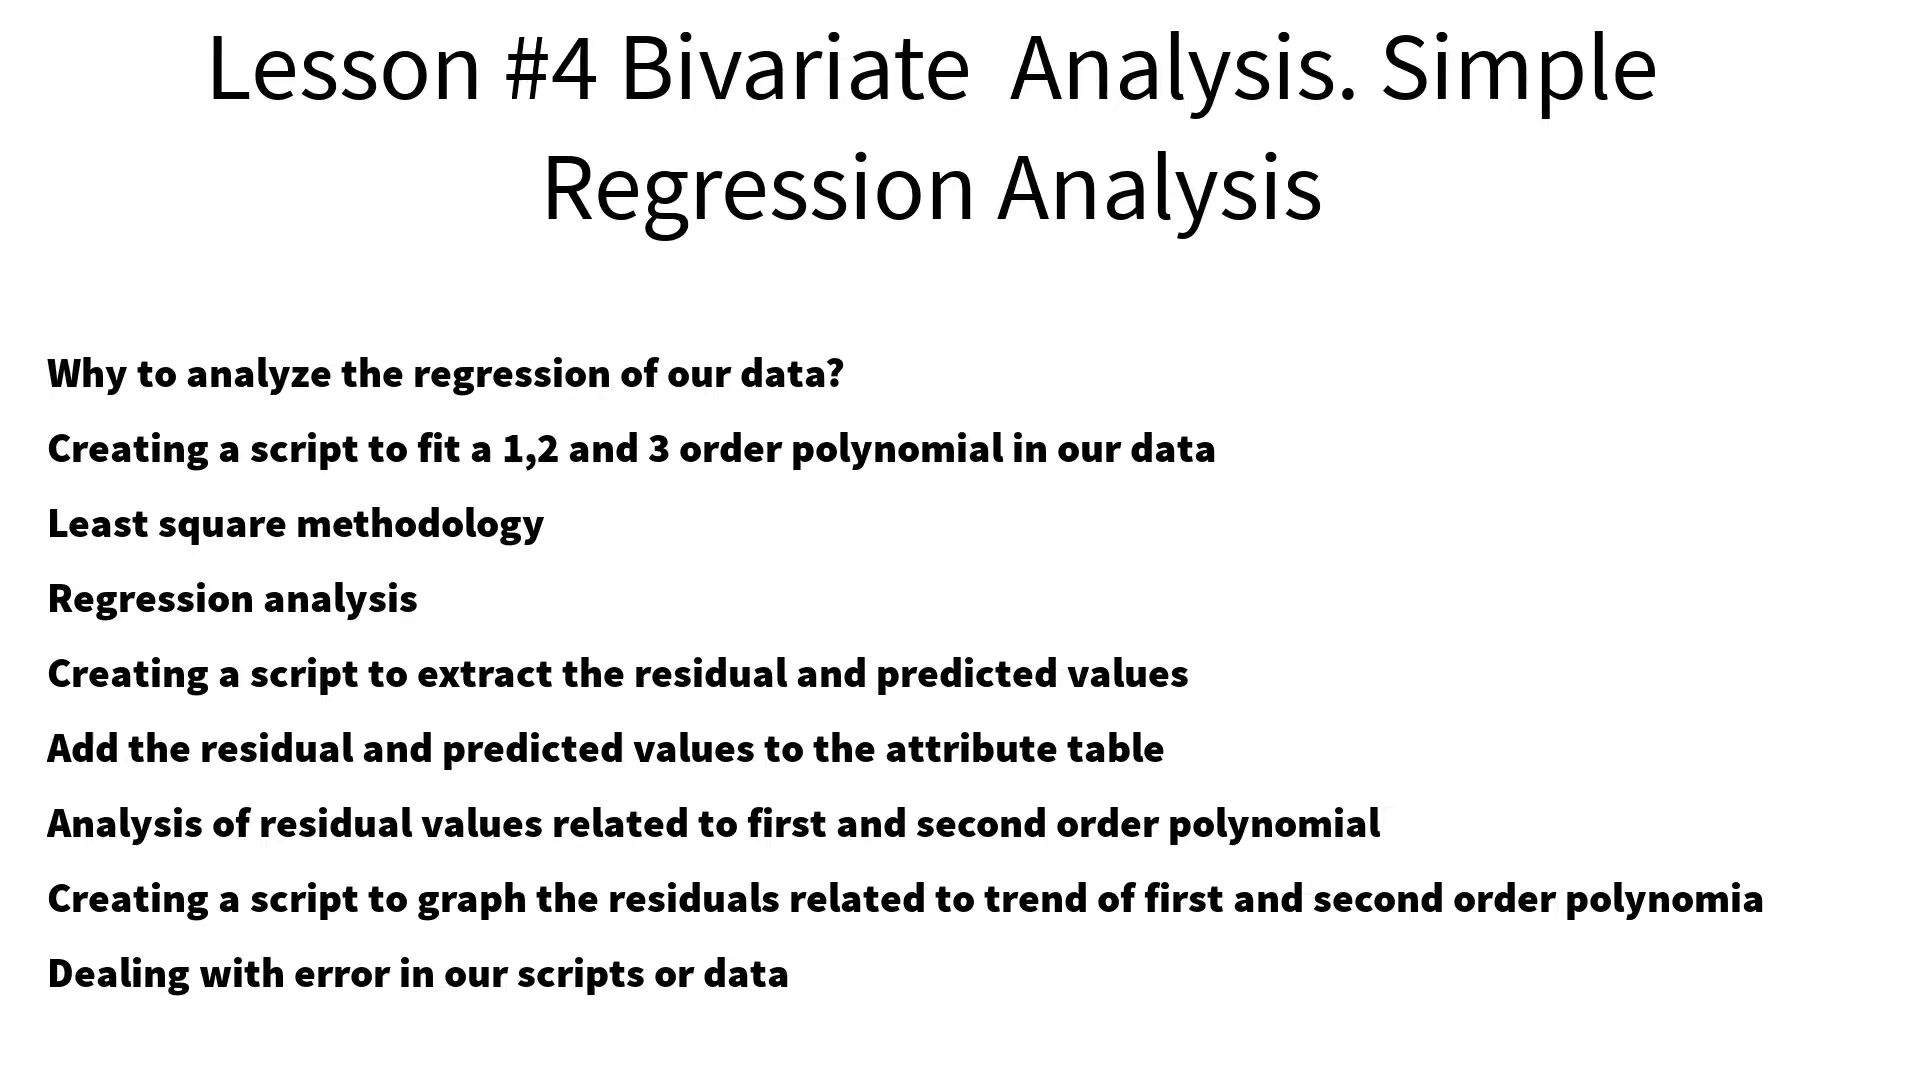 Lesson #4 Bivariate  Analysis. Simple
Regression Analysis
Why to analyze the regression of our data?
Creating a script to fit a 1,2 and 3 order polynomial in our data
Least square methodology
Regression analysis
Creating a script to extract the residual and predicted values
Add the residual and predicted values to the attribute table
Analysis of residual values related to first and second order polynomial
Creating a script to graph the residuals related to trend of first and second order polynomia
Dealing with error in our scripts or data